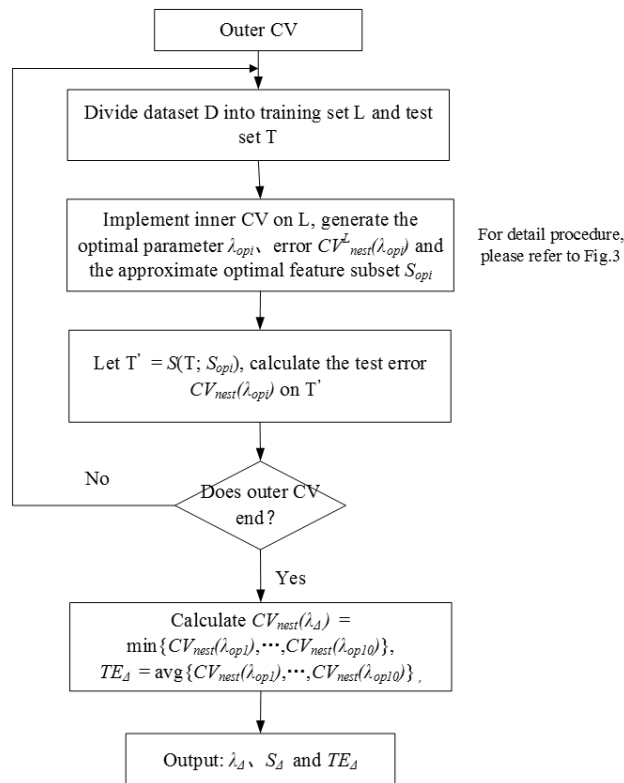 Outer CV
Divide dataset D into training set L and test
set T
Implement inner CV on L, generate the
optimal parameter λopi、error CV^L_nest(λopi) and
the approximate optimal feature subset Sopi
For detail procedure,
please refer to Fig.3
Let T' = S(T; Sopi), calculate the test error
CVnest(λopi) on T'
No
Does outer CV
end?
Yes
Calculate CVnest(λΔ) =
min{CVnest(λop1),⋯,CVnest(λop10)},
TEΔ = avg{CVnest(λop1),⋯,CVnest(λop10)},
Output: λΔ、SΔ and TEΔ